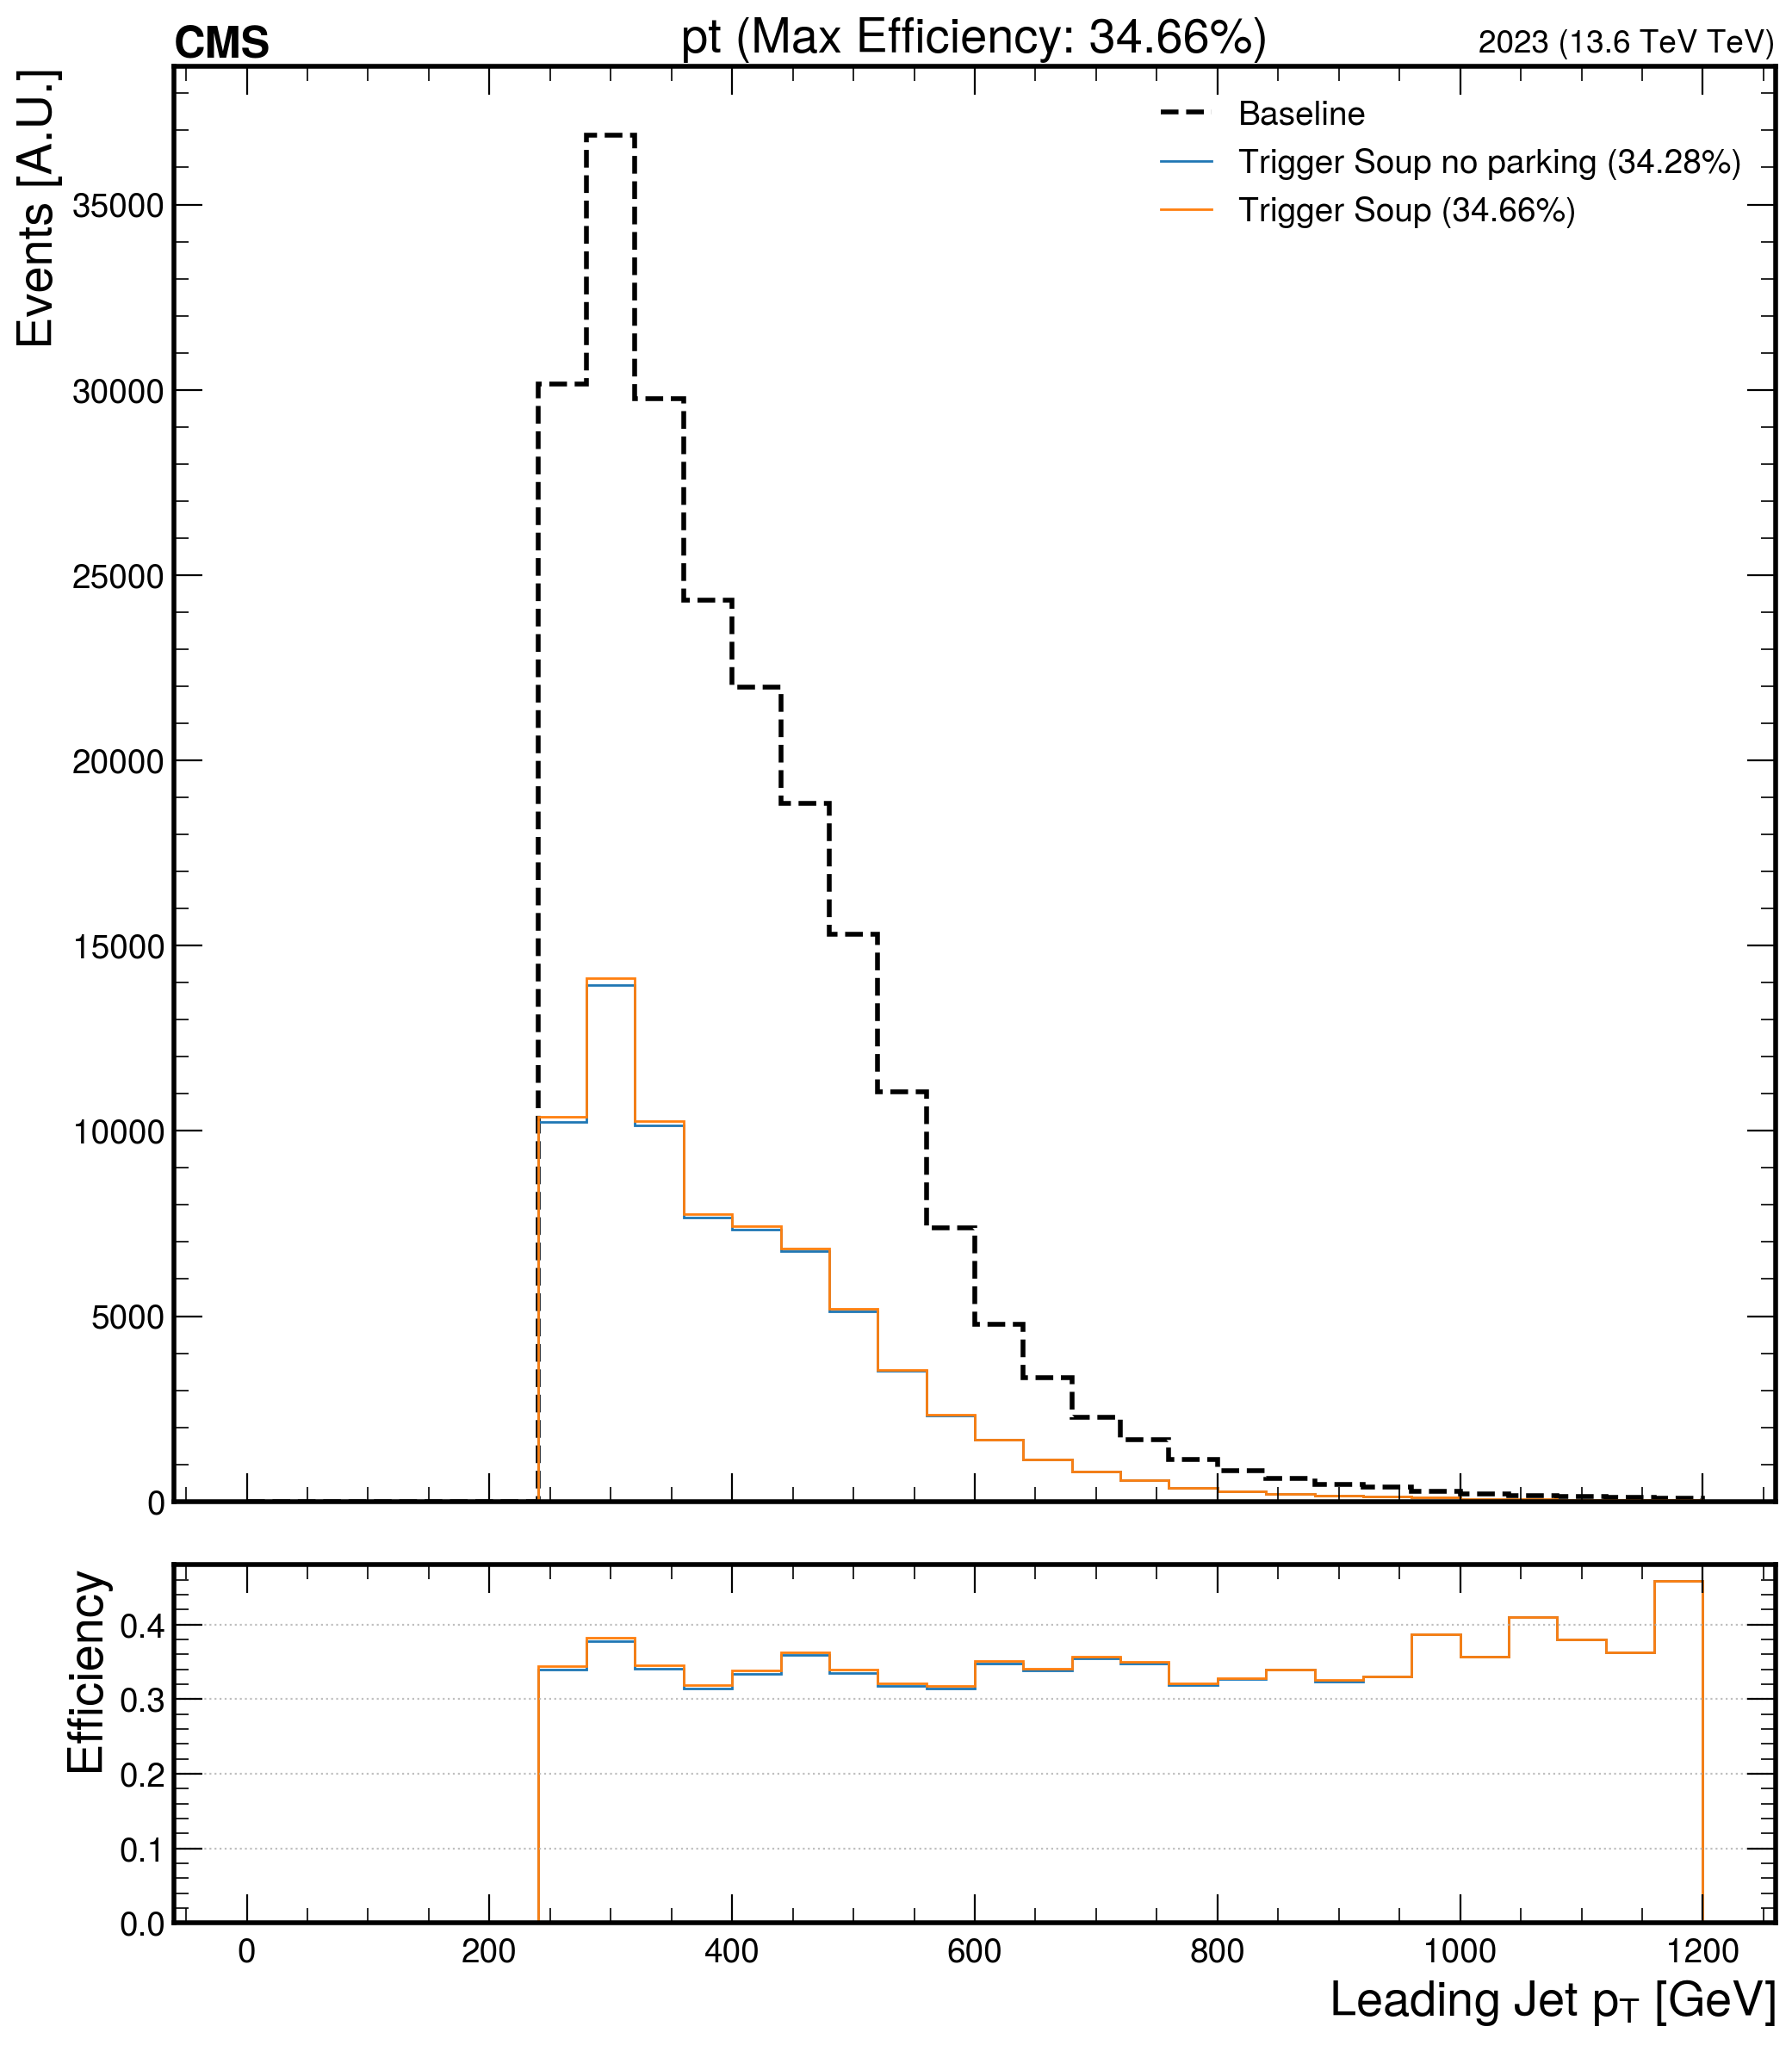 CMS pt (Max Efficiency: 34.66%) 2023 (13.6 TeV TeV)
Events [A.U.]
Baseline
Trigger Soup no parking (34.28%)
Trigger Soup (34.66%)
35000
30000
25000
20000
15000
10000
5000
0
Efficiency
0.4
0.3
0.2
0.1
0.0
0 200 400 600 800 1000 1200
Leading Jet pT [GeV]